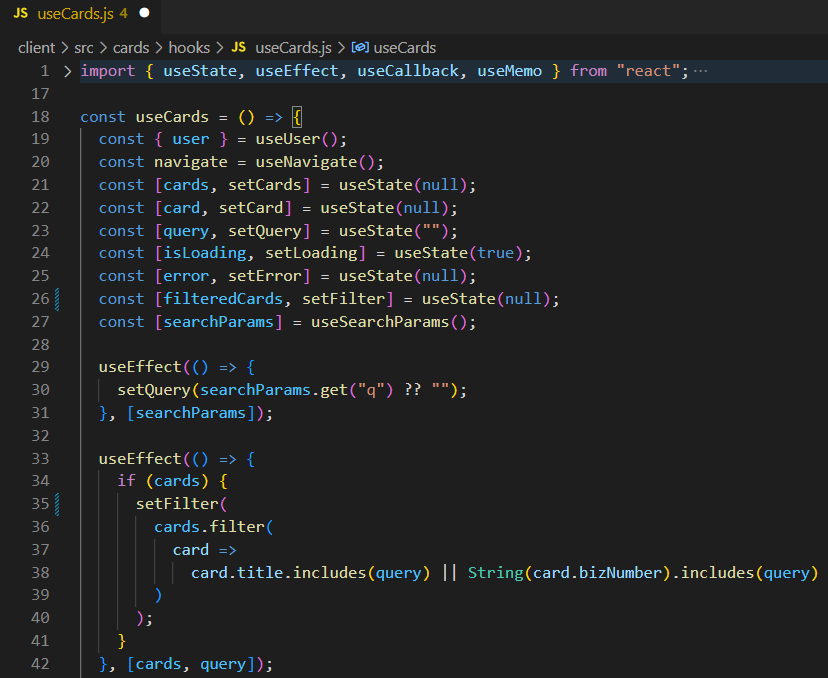 JS useCards.js 4 ●
client > src > cards > hooks > JS useCards.js > useCards
1 > import { useState, useEffect, useCallback, useMemo } from "react";···
17
18 const useCards = () => {
19   const { user } = useUser();
20   const navigate = useNavigate();
21   const [cards, setCards] = useState(null);
22   const [card, setCard] = useState(null);
23   const [query, setQuery] = useState("");
24   const [isLoading, setLoading] = useState(true);
25   const [error, setError] = useState(null);
26   const [filteredCards, setFilter] = useState(null);
27   const [searchParams] = useSearchParams();
28
29   useEffect(() => {
30     setQuery(searchParams.get("q") ?? "");
31   }, [searchParams]);
32
33   useEffect(() => {
34     if (cards) {
35       setFilter(
36         cards.filter(
37           card =>
38             card.title.includes(query) || String(card.bizNumber).includes(query)
39         )
40       );
41     }
42   }, [cards, query]);